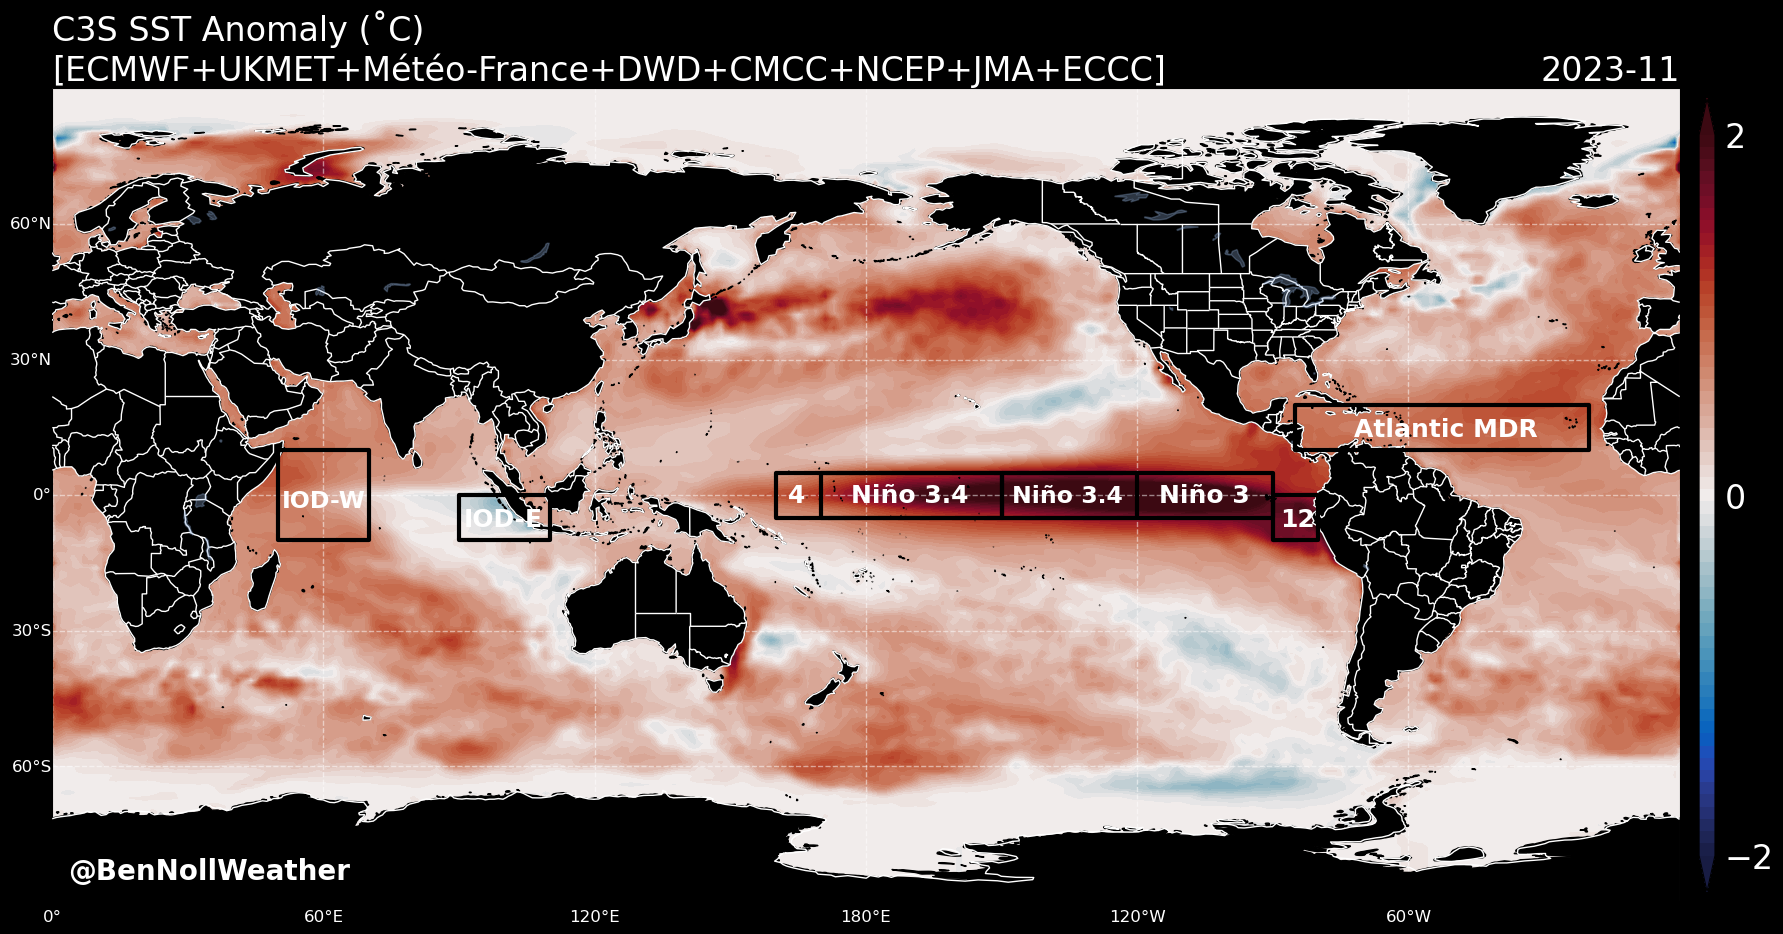 C3S SST Anomaly (˚C)
[ECMWF+UKMET+Météo-France+DWD+CMCC+NCEP+JMA+ECCC]
2023-11
2
60°N
30°N
Atlantic MDR
IOD-W
0°
4
Niño 3.4
Niño 3.4
Niño 3
0
IOD-E
12
30°S
60°S
−2
@BenNollWeather
0°
60°E
120°E
180°E
120°W
60°W